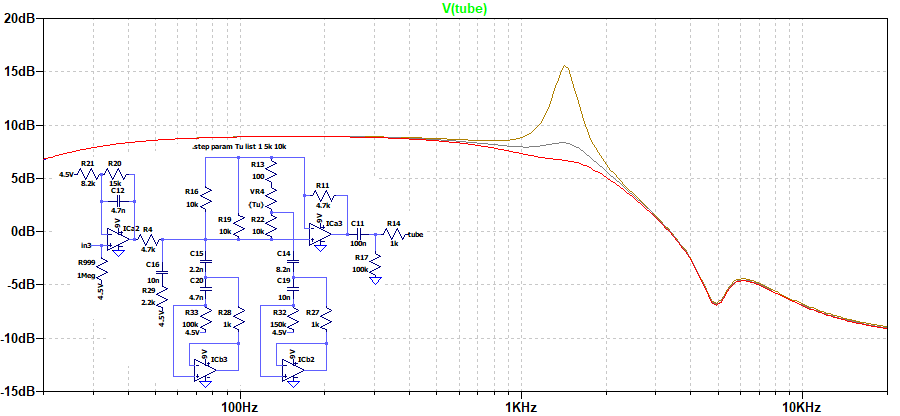 V(tube)
20dB
15dB
10dB
5dB
0dB
-5dB
-10dB
-15dB
100Hz
1KHz
10KHz
.step param Tu list 1 5k 10k
R21
8.2k
4.5V
R20
15k
C12
4.7n
9V
ICa2
in3
R999
1Meg
4.5V
R4
4.7k
C16
10n
R29
2.2k
4.5V
R16
10k
R19
10k
R13
100
VR4
{Tu}
R22
10k
R11
4.7k
9V
ICa3
C11
100n
R14
1k
tube
R17
100k
C15
2.2n
C20
4.7n
R33
100k
4.5V
R28
1k
9V
ICb3
C14
8.2n
C19
10n
R32
150k
4.5V
R27
1k
9V
ICb2